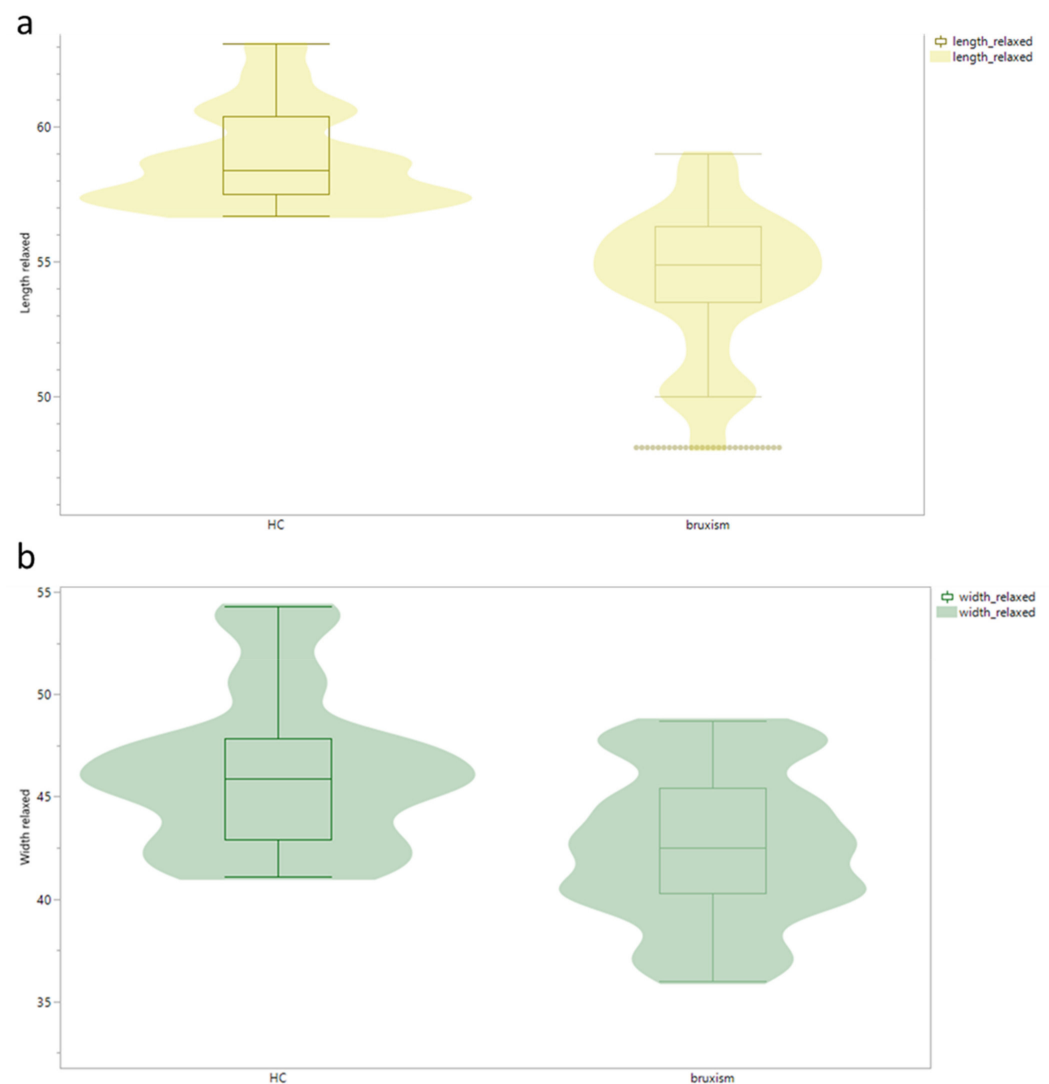 a
length_relaxed
length_relaxed
60
55
50
Length relaxed
HC
bruxism
b
width_relaxed
width_relaxed
55
50
45
40
35
Width relaxed
HC
bruxism